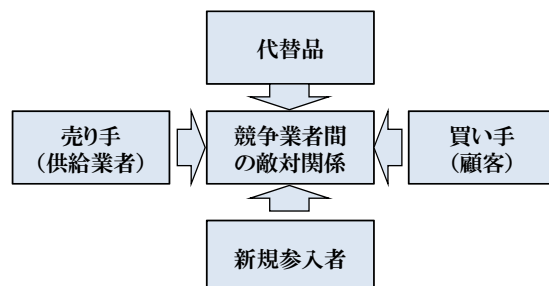 代替品
売り手
（供給業者）
競争業者間
の敵対関係
買い手
（顧客）
新規参入者